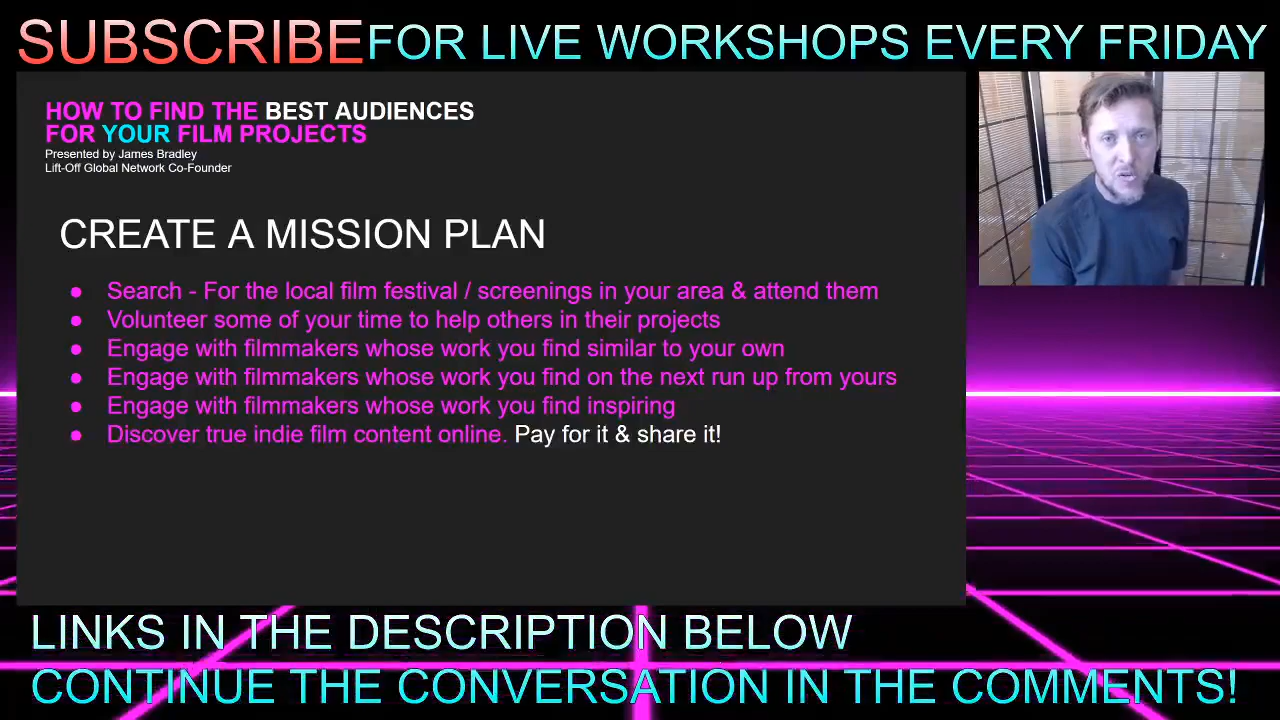 SUBSCRIBE FOR LIVE WORKSHOPS EVERY FRIDAY
HOW TO FIND THE BEST AUDIENCES
FOR YOUR FILM PROJECTS
Presented by James Bradley
Lift-Off Global Network Co-Founder
CREATE A MISSION PLAN
● Search - For the local film festival / screenings in your area & attend them
● Volunteer some of your time to help others in their projects
● Engage with filmmakers whose work you find similar to your own
● Engage with filmmakers whose work you find on the next run up from yours
● Engage with filmmakers whose work you find inspiring
● Discover true indie film content online. Pay for it & share it!
LINKS IN THE DESCRIPTION BELOW
CONTINUE THE CONVERSATION IN THE COMMENTS!